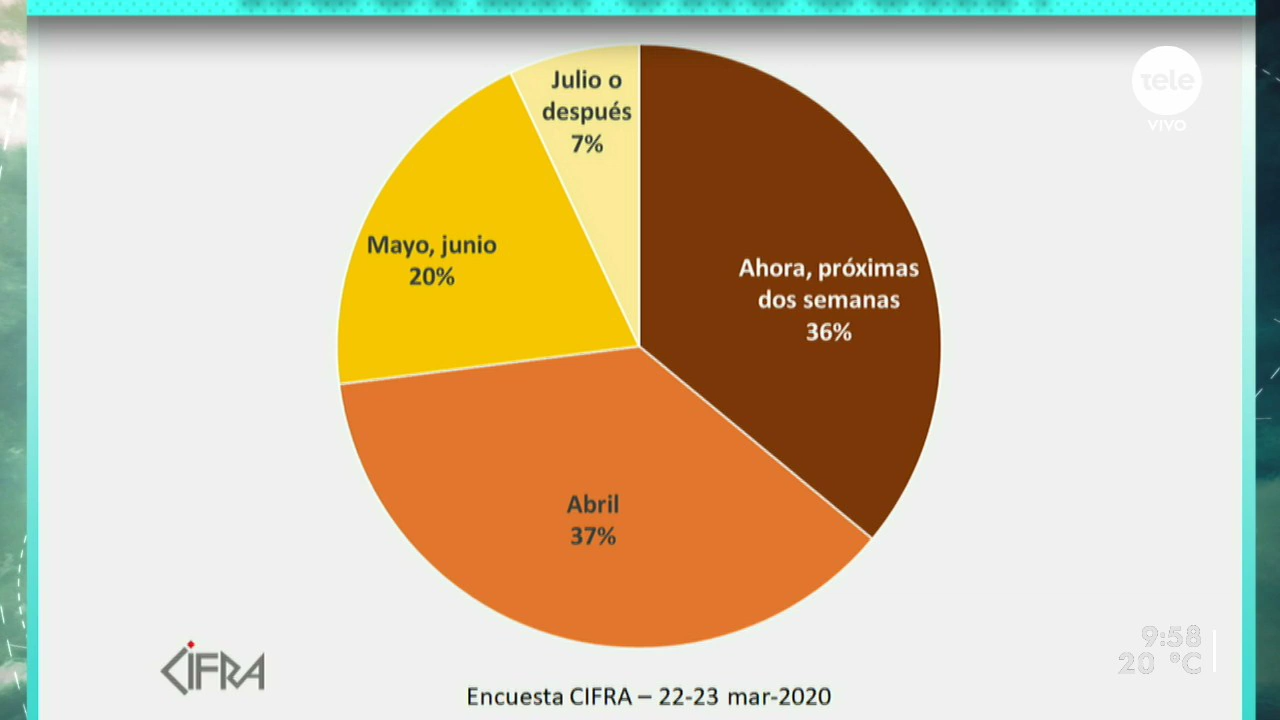 Julio o
después
7%
tele
VIVO
Mayo, junio
20%
Ahora, próximas
dos semanas
36%
Abril
37%
CIFRA
9:58
20 °C
Encuesta CIFRA – 22-23 mar-2020